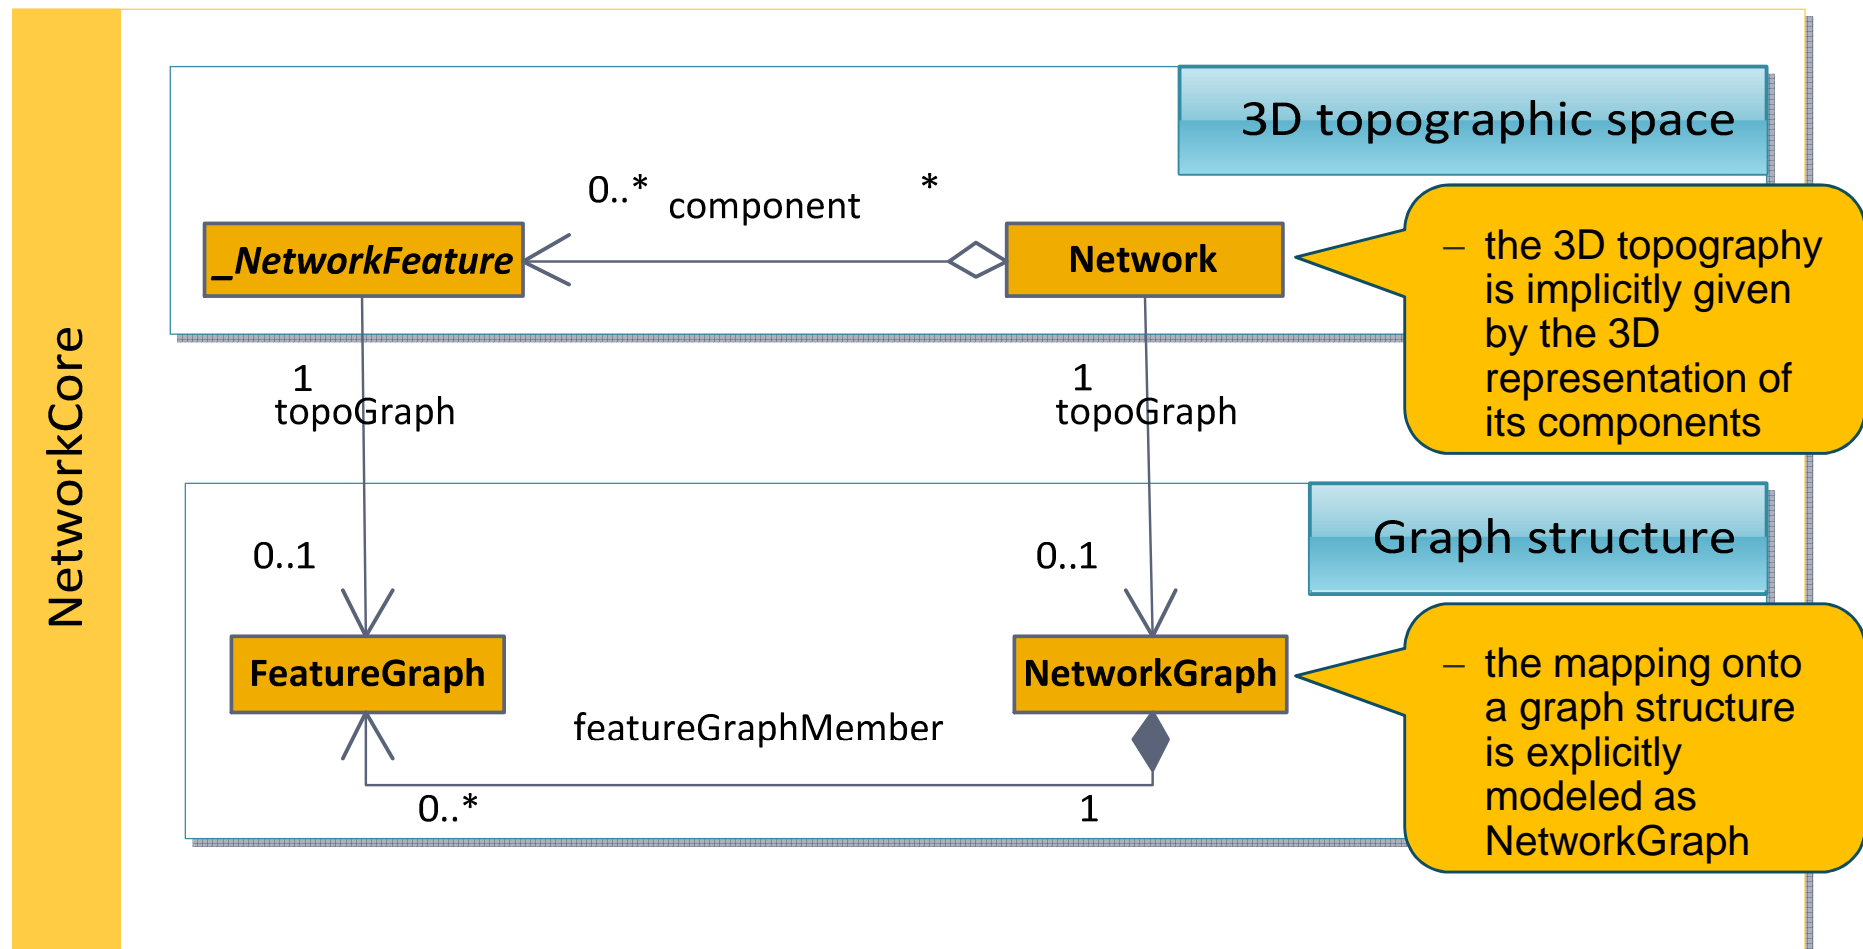 NetworkCore
3D topographic space
0..*
component
*
_NetworkFeature
Network
– the 3D topography
is implicitly given
by the 3D
representation of
its components
1
topoGraph
1
topoGraph
Graph structure
0..1
0..1
FeatureGraph
NetworkGraph
– the mapping onto
a graph structure
is explicitly
modeled as
NetworkGraph
featureGraphMember
0..*
1